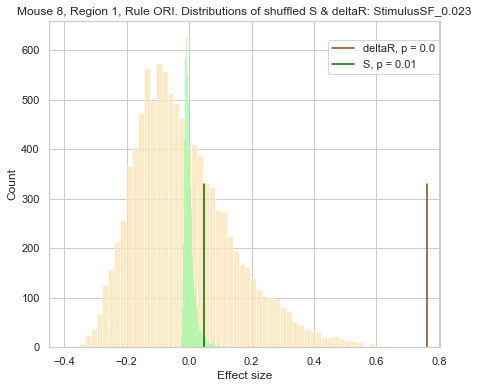 Mouse 8, Region 1, Rule ORI. Distributions of shuffled S & deltaR: StimulusSF_0.023
deltaR, p = 0.0
S, p = 0.01
Count
600
500
400
300
200
100
0
−0.4 −0.2 0.0 0.2 0.4 0.6 0.8
Effect size